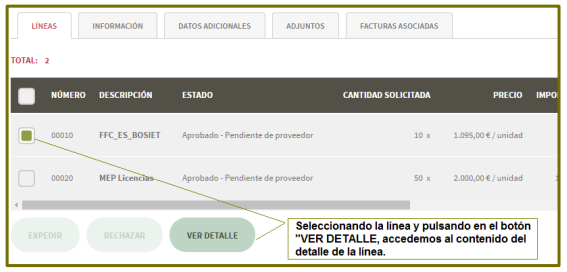 LÍNEAS INFORMACIÓN DATOS ADICIONALES ADJUNTOS FACTURAS ASOCIADAS
TOTAL: 2
NÚMERO DESCRIPCIÓN ESTADO CANTIDAD SOLICITADA PRECIO IMPO
00010 FFC_ES_BOSIET Aprobado - Pendiente de proveedor 10 x 1.095,00 € / unidad
00020 MEP Licencias Aprobado - Pendiente de proveedor 50 x 2.000,00 € / unidad 1
EXPEDIR RECHAZAR VER DETALLE
Seleccionando la linea y pulsando en el botón
"VER DETALLE, accedemos al contenido del
detalle de la línea.